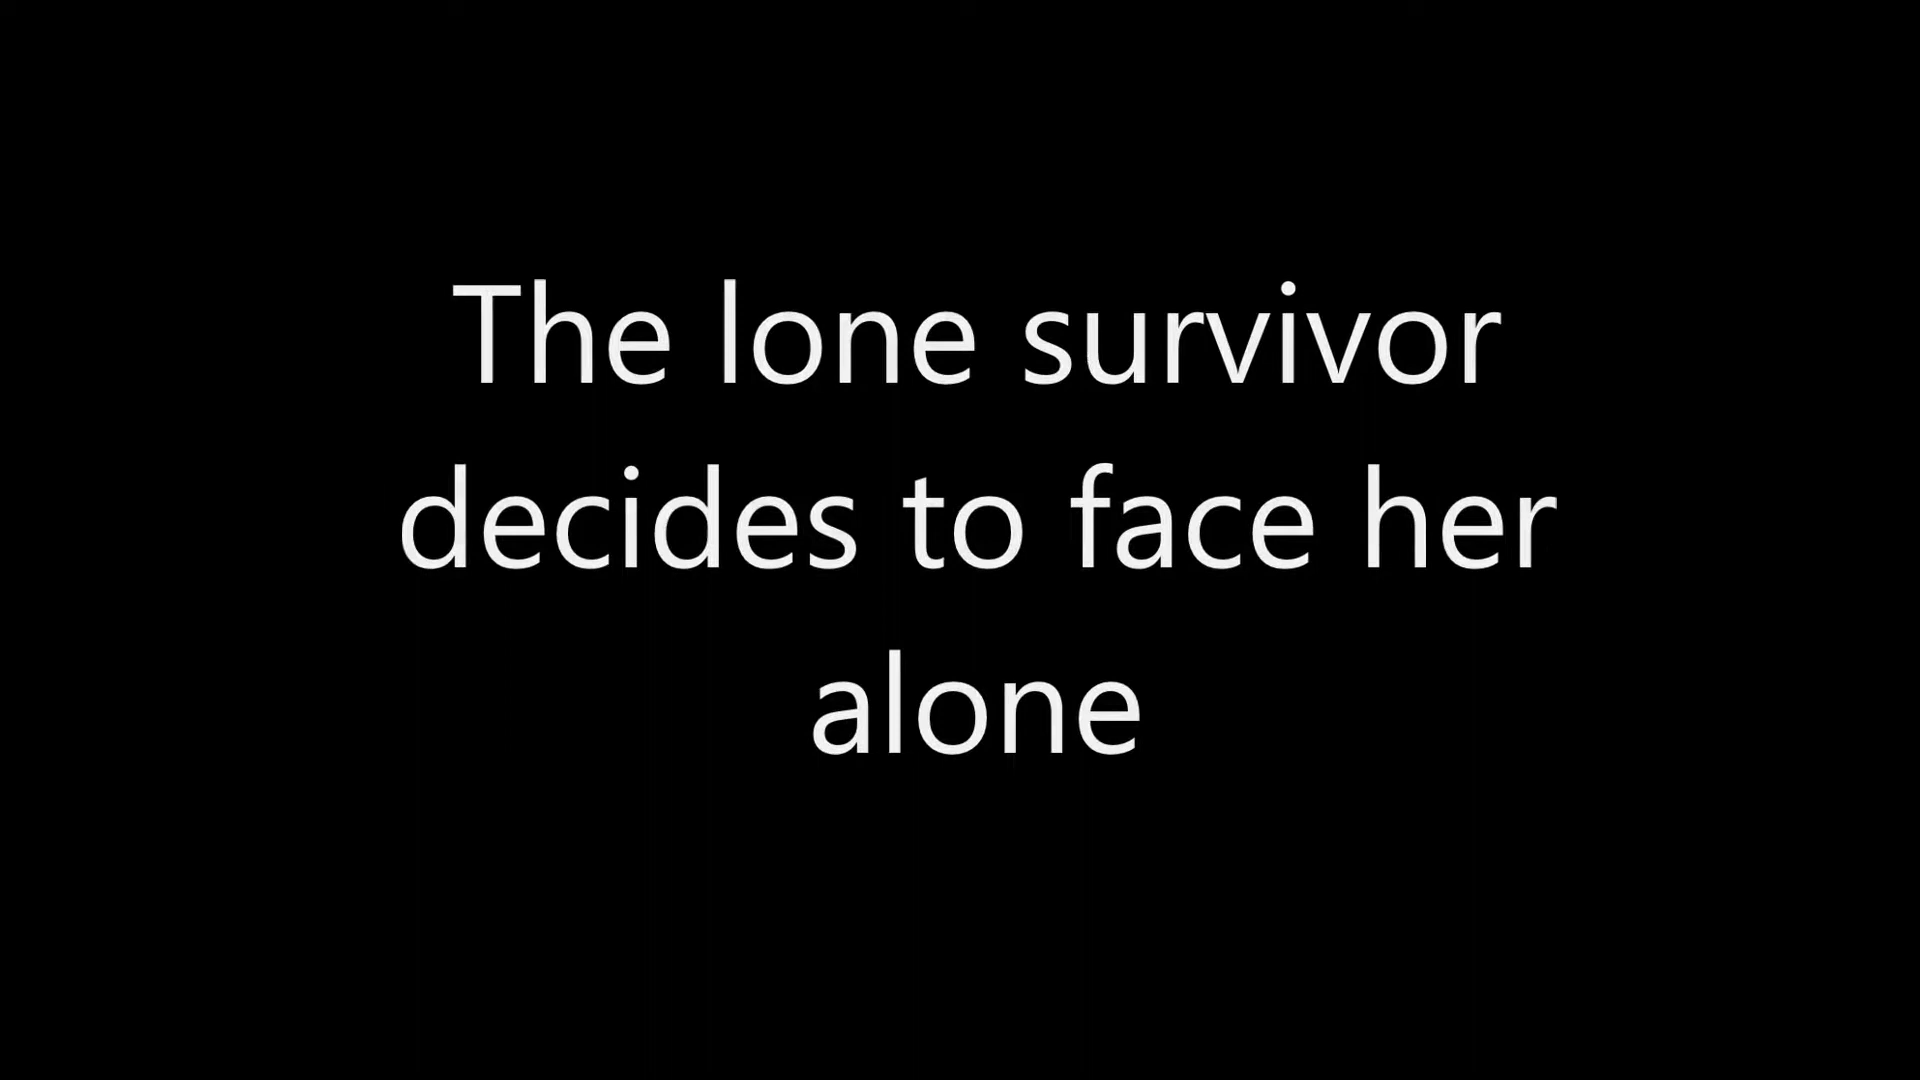 The lone survivor
decides to face her
alone